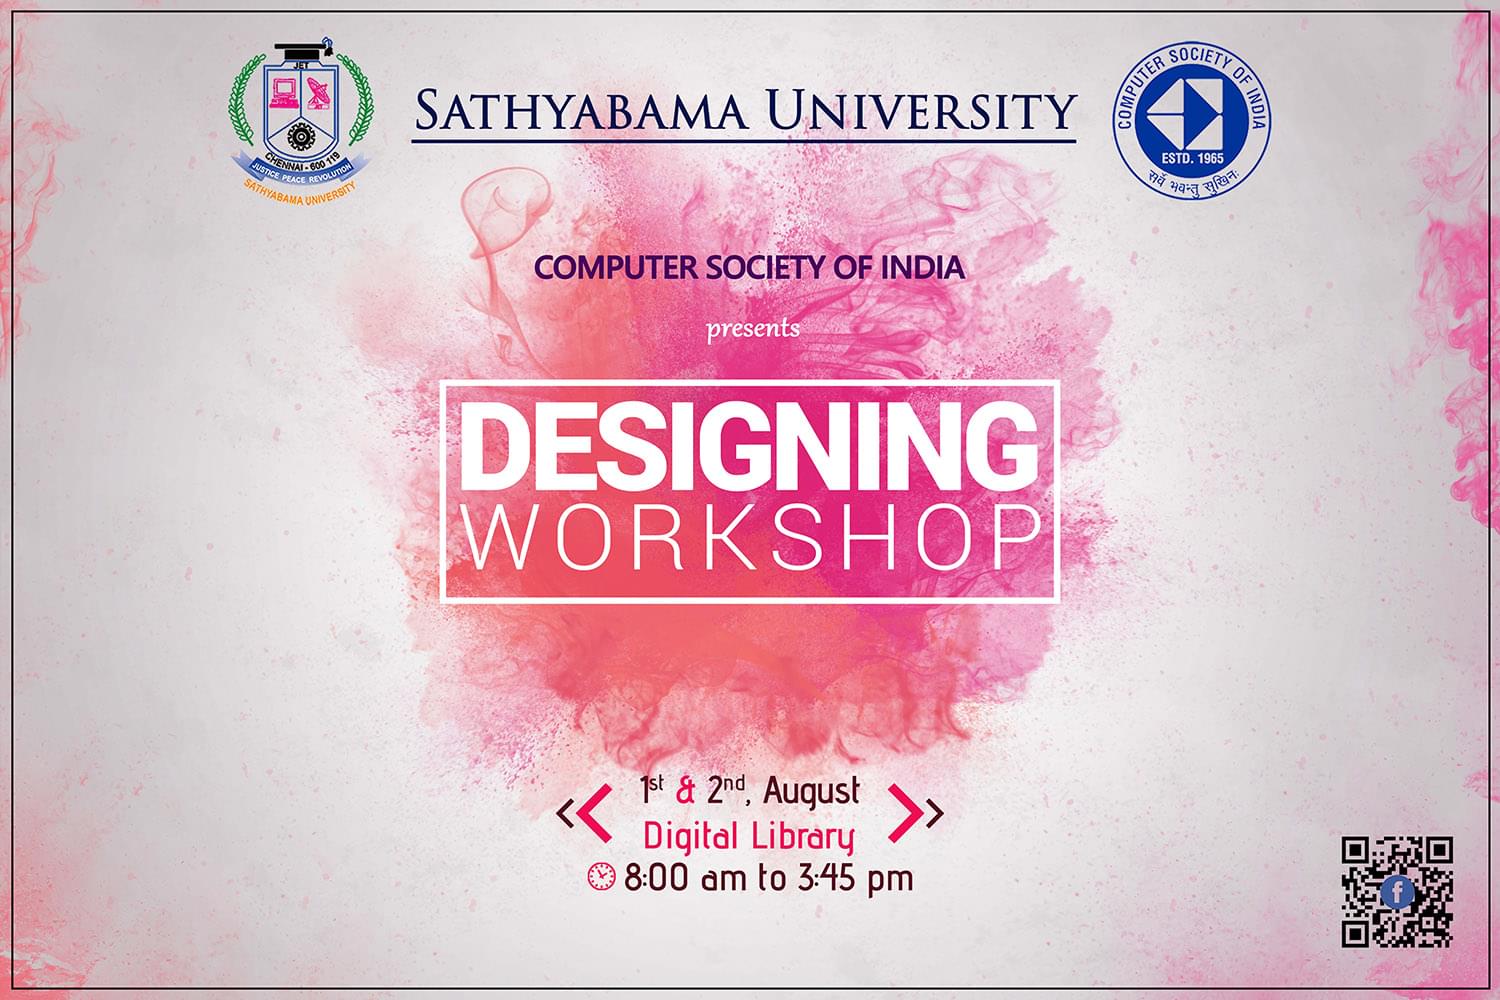 JET
CHENNAI - 600 119
JUSTICE PEACE REVOLUTION
SATHYABAMA UNIVERSITY
SATHYABAMA UNIVERSITY
COMPUTER SOCIETY OF INDIA
ESTD. 1965
सर्वे भवन्तु सुखिनः
COMPUTER SOCIETY OF INDIA
presents
DESIGNING
WORKSHOP
1st & 2nd, August
Digital Library
8:00 am to 3:45 pm
f